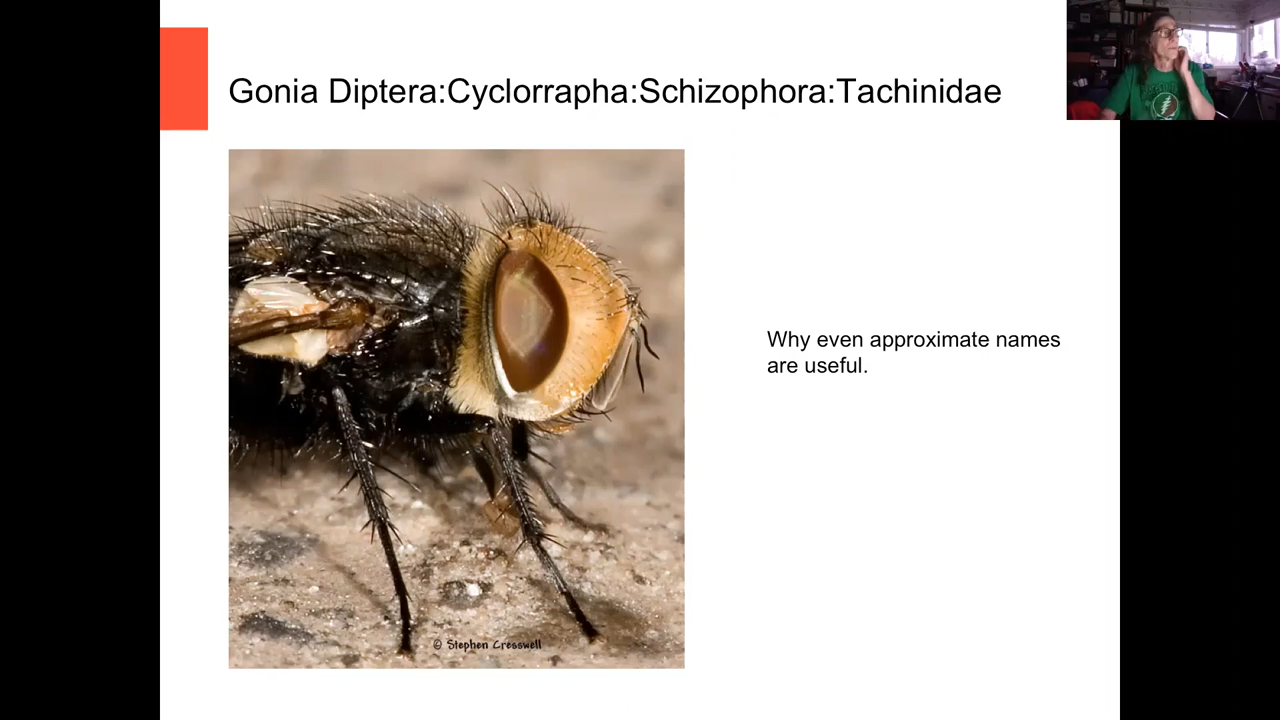 Gonia Diptera:Cyclorrapha:Schizophora:Tachinidae
Why even approximate names
are useful.
© Stephen Cresswell